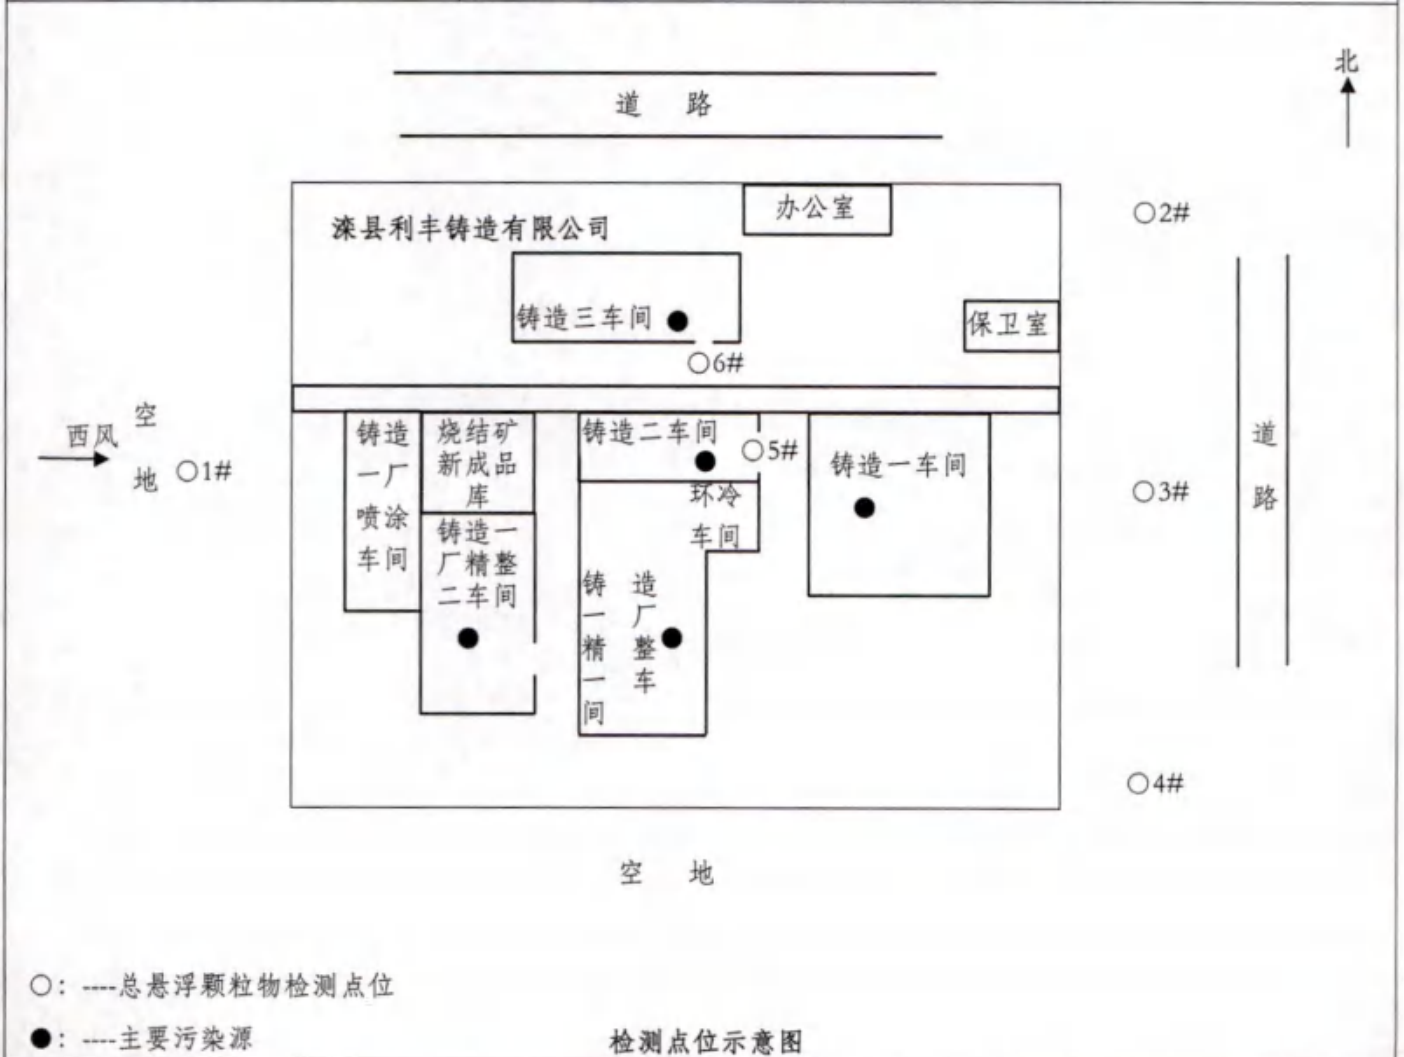 北
道 路
办公室
滦县利丰铸造有限公司
○2#
铸造三车间
保卫室
○6#
西风
空
地
○1#
铸造
一厂
喷涂
车间
烧结矿
新成品
库
铸造一
厂精整
二车间
铸造二车间
○5#
环冷
车间
铸 造
一 厂
精 整
一 车
间
铸造一车间
○3#
道
路
○4#
空 地
○：----总悬浮颗粒物检测点位
●：----主要污染源
检测点位示意图